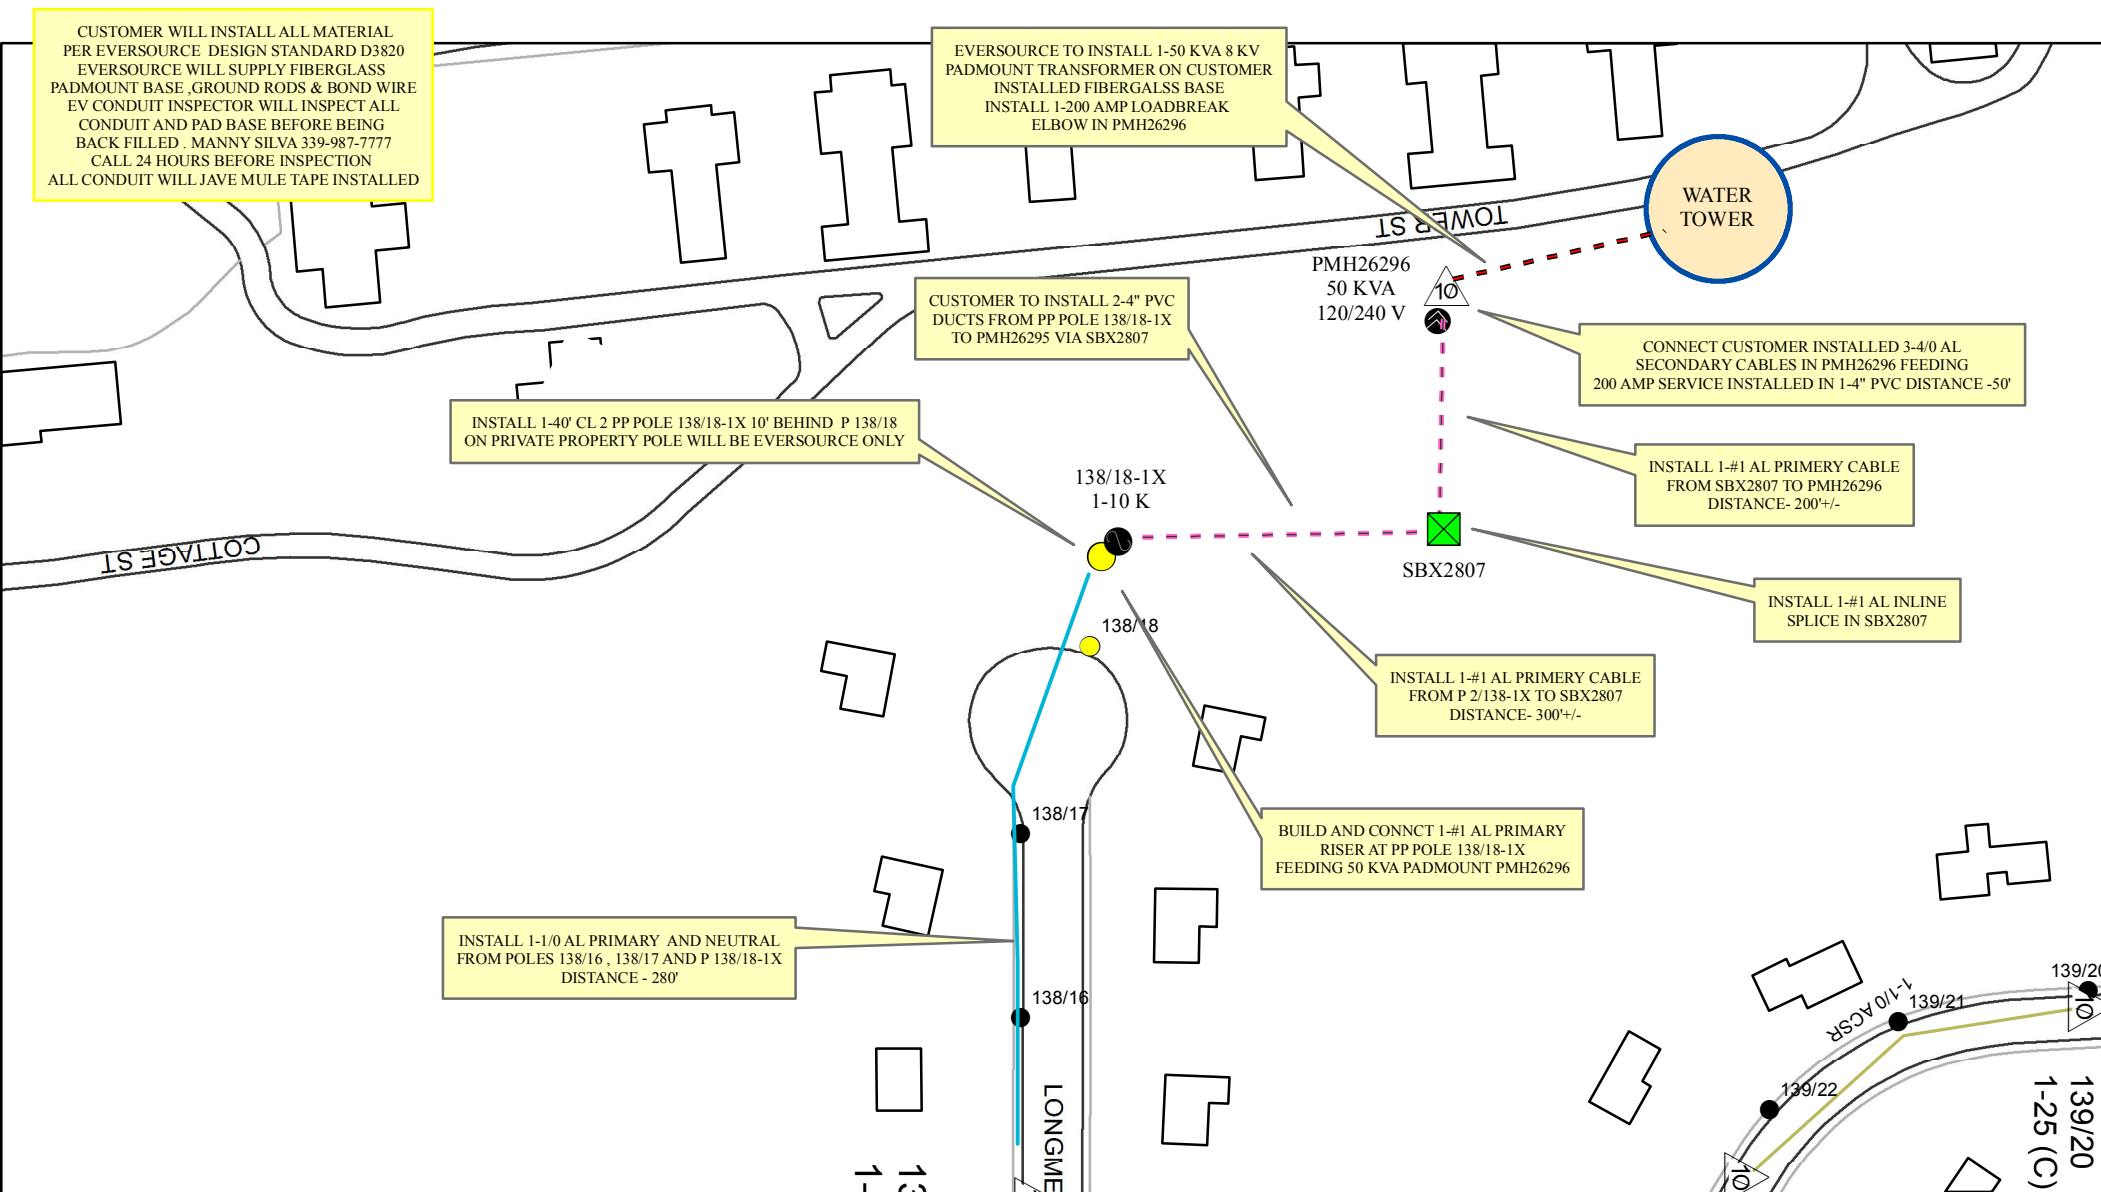 CUSTOMER WILL INSTALL ALL MATERIAL
PER EVERSOURCE DESIGN STANDARD D3820
EVERSOURCE WILL SUPPLY FIBERGLASS
PADMOUNT BASE ,GROUND RODS & BOND WIRE
EV CONDUIT INSPECTOR WILL INSPECT ALL
CONDUIT AND PAD BASE BEFORE BEING
BACK FILLED . MANNY SILVA 339-987-7777
CALL 24 HOURS BEFORE INSPECTION
ALL CONDUIT WILL JAVE MULE TAPE INSTALLED
EVERSOURCE TO INSTALL 1-50 KVA 8 KV
PADMOUNT TRANSFORMER ON CUSTOMER
INSTALLED FIBERGALSS BASE
INSTALL 1-200 AMP LOADBREAK
ELBOW IN PMH26296
WATER
TOWER
TOWER ST
PMH26296
50 KVA
120/240 V
1Ø
CUSTOMER TO INSTALL 2-4" PVC
DUCTS FROM PP POLE 138/18-1X
TO PMH26295 VIA SBX2807
CONNECT CUSTOMER INSTALLED 3-4/0 AL
SECONDARY CABLES IN PMH26296 FEEDING
200 AMP SERVICE INSTALLED IN 1-4" PVC DISTANCE -50'
INSTALL 1-40' CL 2 PP POLE 138/18-1X 10' BEHIND P 138/18
ON PRIVATE PROPERTY POLE WILL BE EVERSOURCE ONLY
138/18-1X
1-10 K
INSTALL 1-#1 AL PRIMERY CABLE
FROM SBX2807 TO PMH26296
DISTANCE- 200'+/-
COTTAGE ST
SBX2807
INSTALL 1-#1 AL INLINE
SPLICE IN SBX2807
138/18
INSTALL 1-#1 AL PRIMERY CABLE
FROM P 2/138-1X TO SBX2807
DISTANCE- 300'+/-
138/17
BUILD AND CONNCT 1-#1 AL PRIMARY
RISER AT PP POLE 138/18-1X
FEEDING 50 KVA PADMOUNT PMH26296
INSTALL 1-1/0 AL PRIMARY AND NEUTRAL
FROM POLES 138/16 , 138/17 AND P 138/18-1X
DISTANCE - 280'
138/16
139/20
1-1/0 ACSR
139/21
1Ø
139/22
LONGME
139/20
1-25 (C)
1Ø
13
1-